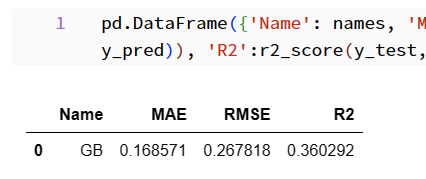 1 pd.DataFrame({'Name': names, 'M
y_pred)), 'R2':r2_score(y_test,
Name MAE RMSE R2
0 GB 0.168571 0.267818 0.360292